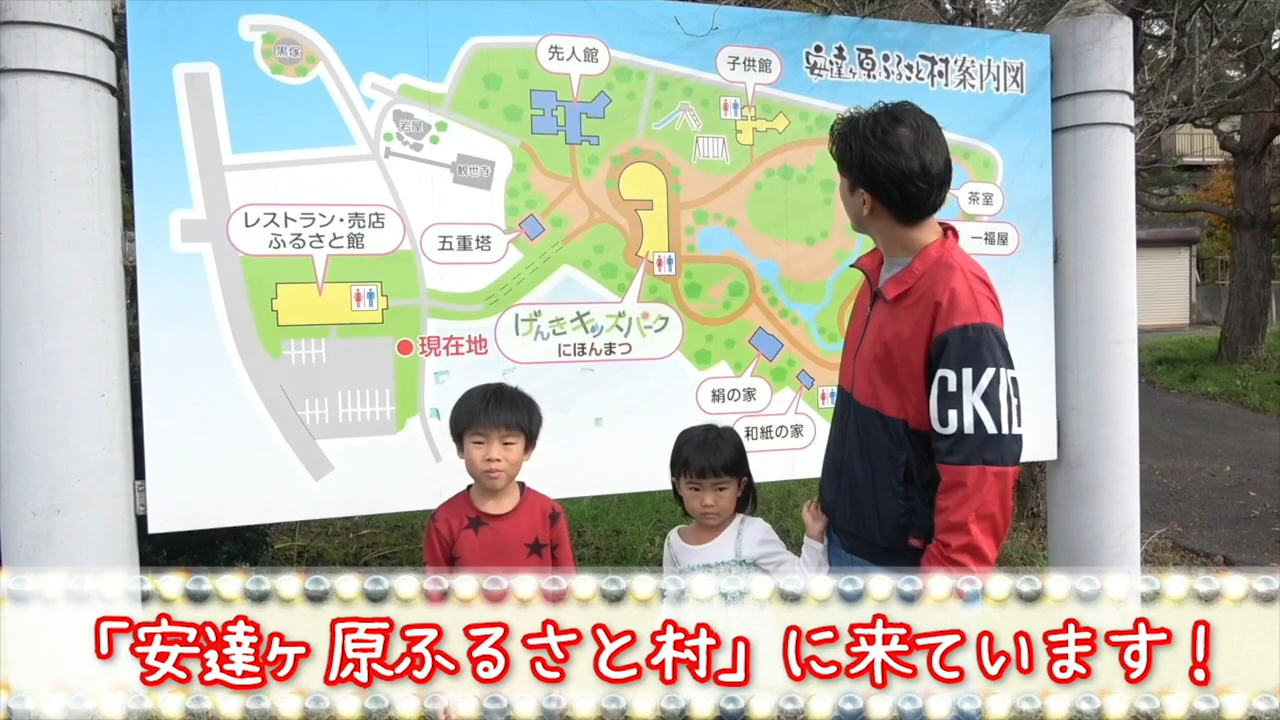 安達ヶ原ふるさと村案内図
黒塚
先人館
子供館
岩屋
観世寺
レストラン・売店
ふるさと館
五重塔
茶室
一福屋
げんきキッズパーク
にほんまつ
現在地
絹の家
和紙の家
CKIE
「安達ヶ原ふるさと村」に来ています！